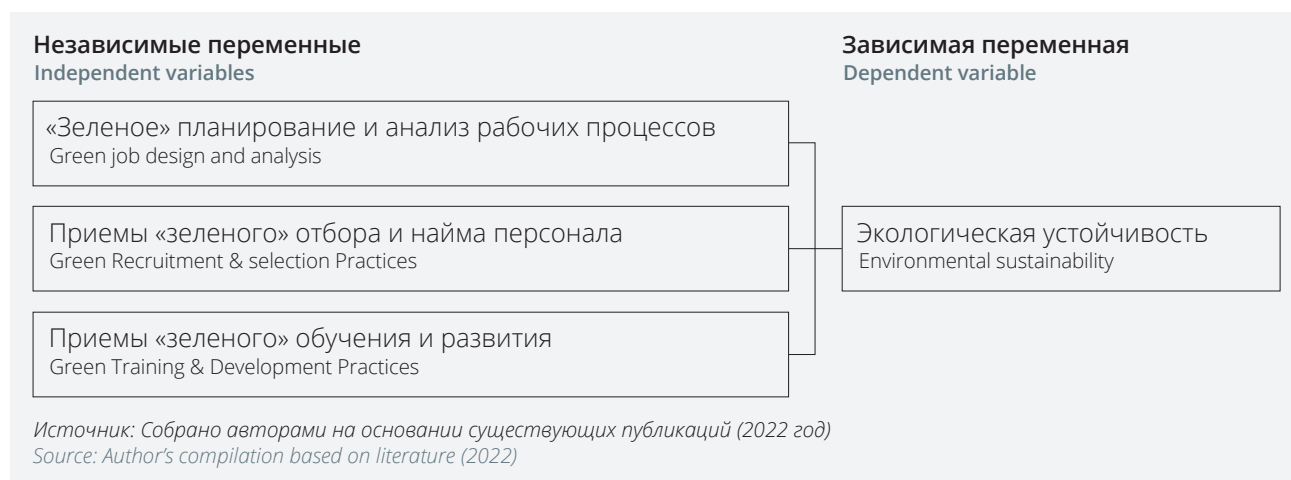 Независимые переменные
Independent variables
«Зеленое» планирование и анализ рабочих процессов
Green job design and analysis
Приемы «зеленого» отбора и найма персонала
Green Recruitment & selection Practices
Приемы «зеленого» обучения и развития
Green Training & Development Practices
Зависимая переменная
Dependent variable
Экологическая устойчивость
Environmental sustainability
Источник: Собрано авторами на основании существующих публикаций (2022 год)
Source: Author’s compilation based on literature (2022)